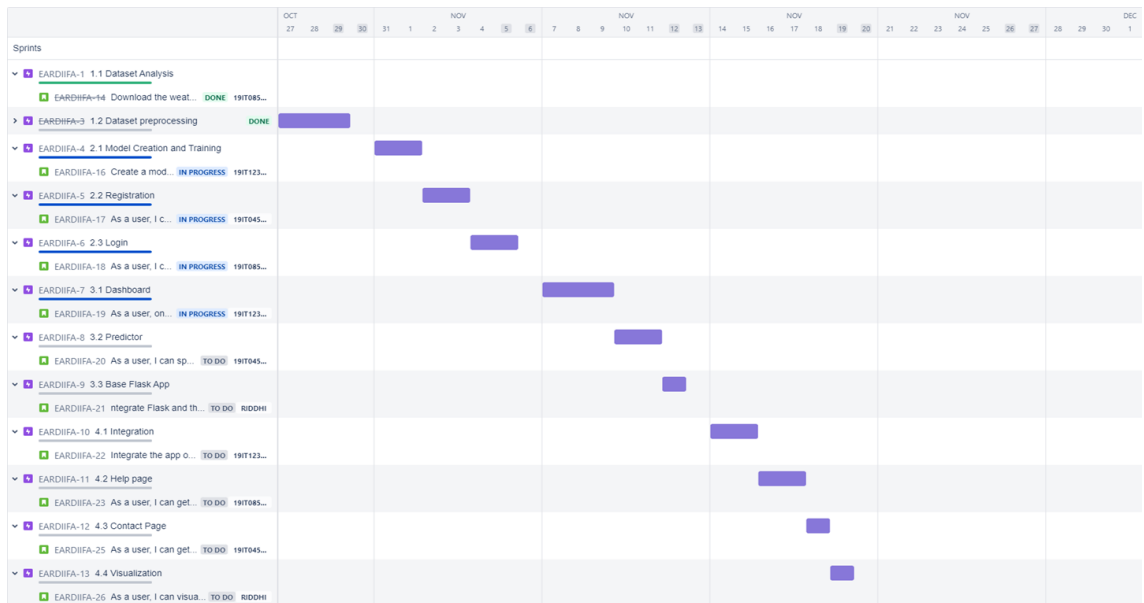 OCT NOV NOV NOV NOV DEC
27 28 29 30 31 1 2 3 4 5 6 7 8 9 10 11 12 13 14 15 16 17 18 19 20 21 22 23 24 25 26 27 28 29 30 1
Sprints
EARDIIFA-1 1.1 Dataset Analysis
EARDIIFA-14 Download the weat... DONE 19IT085...
EARDIIFA-3 1.2 Dataset preprocessing DONE
EARDIIFA-4 2.1 Model Creation and Training
EARDIIFA-16 Create a mod... IN PROGRESS 19IT123...
EARDIIFA-5 2.2 Registration
EARDIIFA-17 As a user, I c... IN PROGRESS 19IT045...
EARDIIFA-6 2.3 Login
EARDIIFA-18 As a user, I c... IN PROGRESS 19IT085...
EARDIIFA-7 3.1 Dashboard
EARDIIFA-19 As a user, on... IN PROGRESS 19IT123...
EARDIIFA-8 3.2 Predictor
EARDIIFA-20 As a user, I can sp... TO DO 19IT045...
EARDIIFA-9 3.3 Base Flask App
EARDIIFA-21 ntegrate Flask and th... TO DO RIDDHI
EARDIIFA-10 4.1 Integration
EARDIIFA-22 Integrate the app o... TO DO 19IT123...
EARDIIFA-11 4.2 Help page
EARDIIFA-23 As a user, I can get... TO DO 19IT085...
EARDIIFA-12 4.3 Contact Page
EARDIIFA-25 As a user, I can get... TO DO 19IT045...
EARDIIFA-13 4.4 Visualization
EARDIIFA-26 As a user, I can visua... TO DO RIDDHI